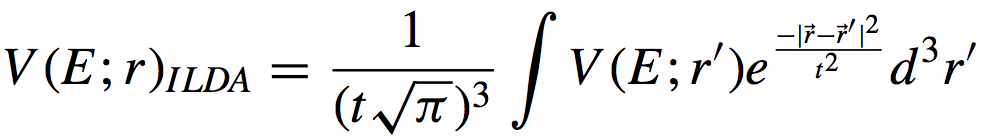 V(E;r)_{ILDA} = \frac{1}{(t\sqrt{\pi})^3} \int V(E;r')e^{\frac{-|\vec{r}-\vec{r}'|^2}{t^2}} d^3r'